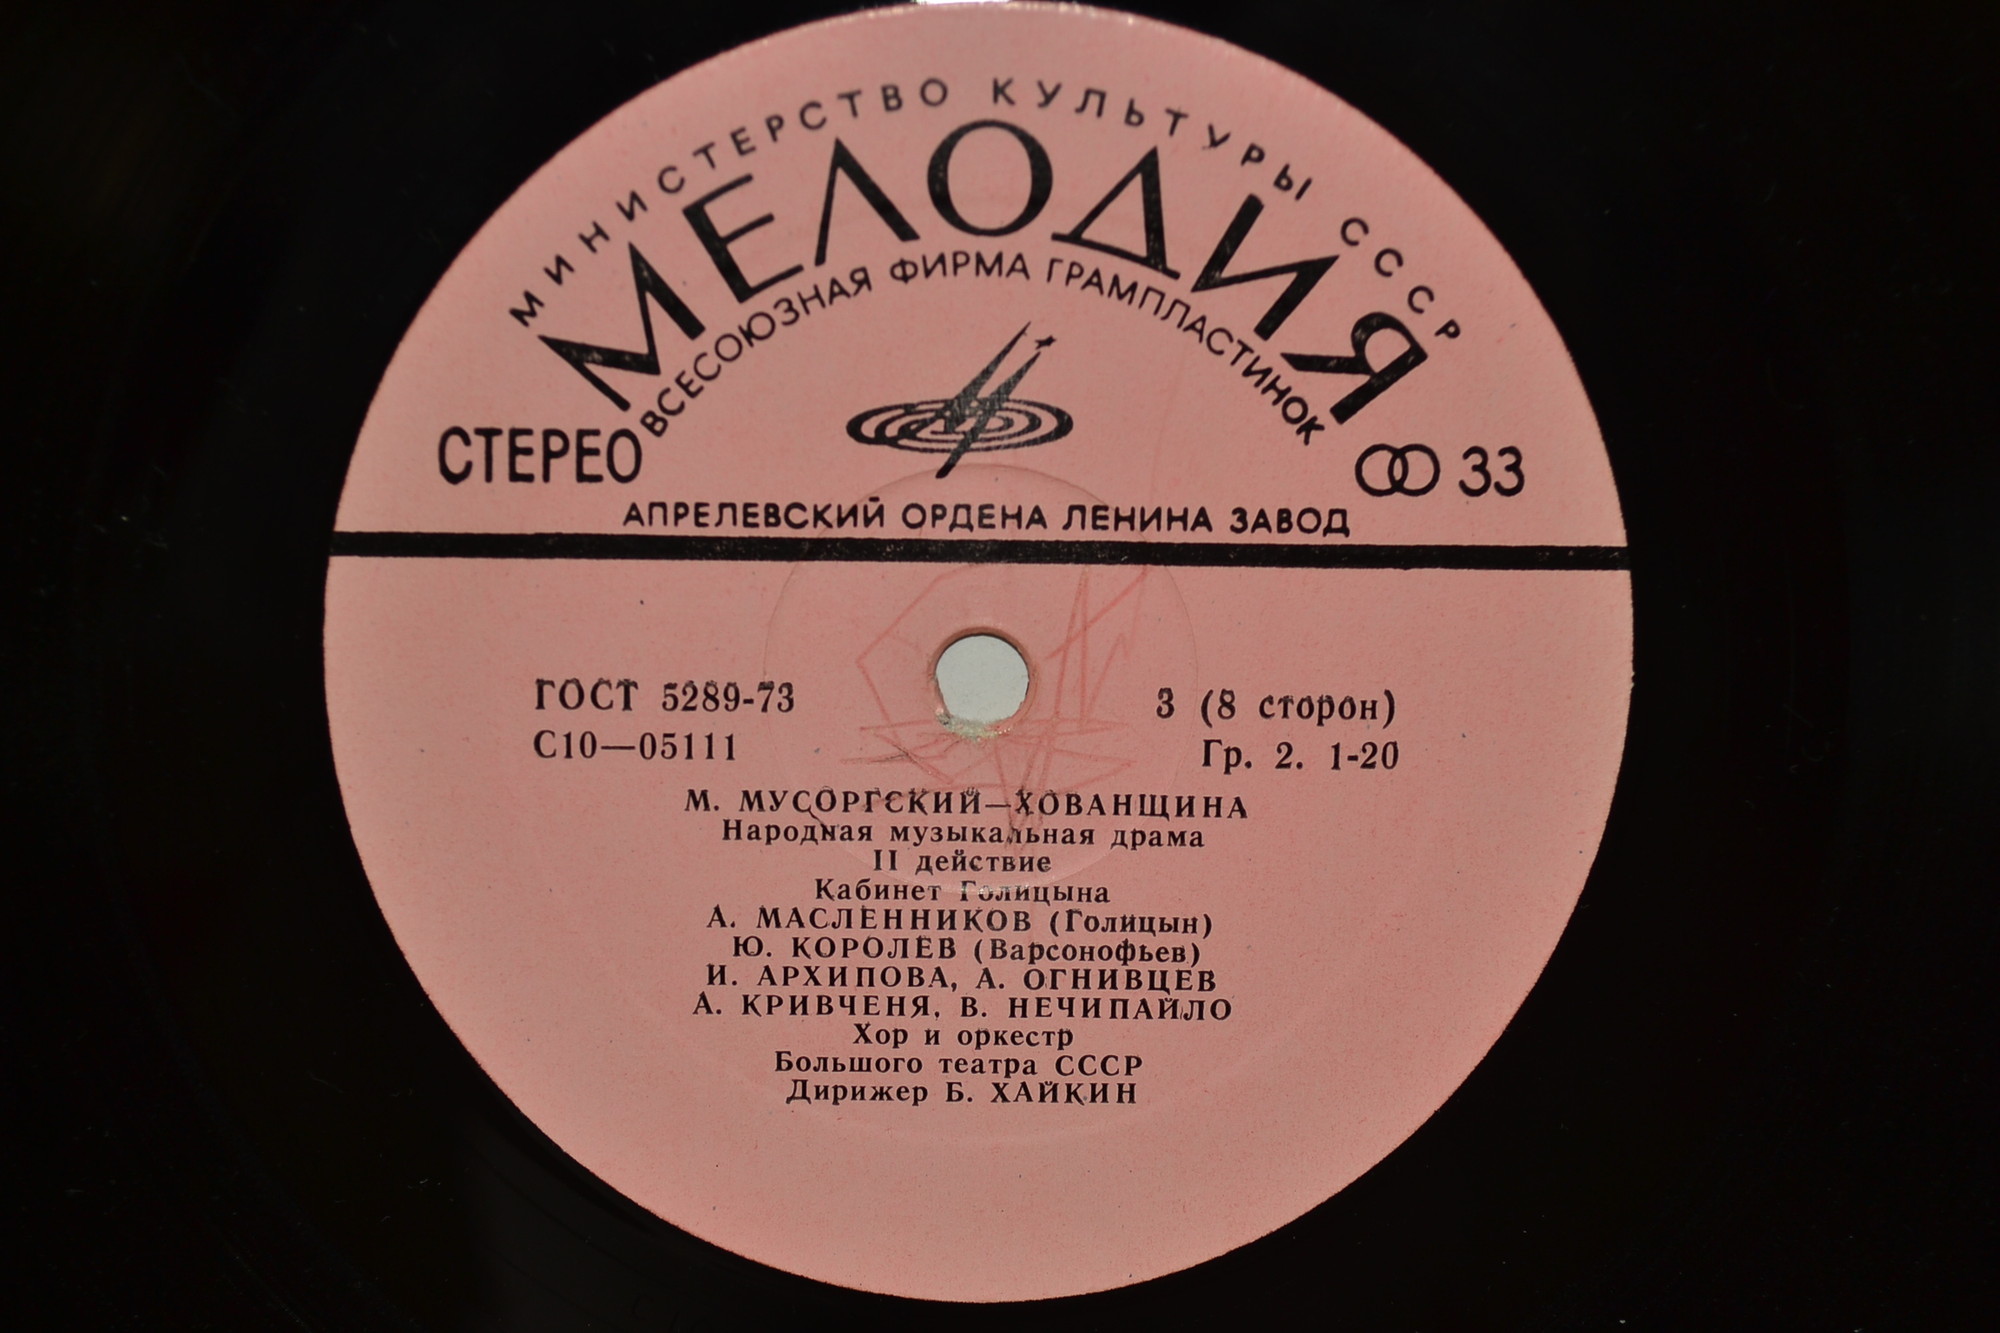 МИНИСТЕРСТВО КУЛЬТУРЫ СССР
МЕЛОДИЯ
ВСЕСОЮЗНАЯ ФИРМА ГРАМПЛАСТИНОК
СТЕРЕО
33
АПРЕЛЕВСКИЙ ОРДЕНА ЛЕНИНА ЗАВОД
ГОСТ 5289-73
3 (8 сторон)
С10—05111
Гр. 2. 1-20
М. МУСОРГСКИЙ—ХОВАНЩИНА
Народная музыкальная драма
II действие
Кабинет Голицына
А. МАСЛЕННИКОВ (Голицын)
Ю. КОРОЛЕВ (Варсонофьев)
И. АРХИПОВА, А. ОГНИВЦЕВ
А. КРИВЧЕНЯ, В. НЕЧИПАЙЛО
Хор и оркестр
Большого театра СССР
Дирижер Б. ХАЙКИН